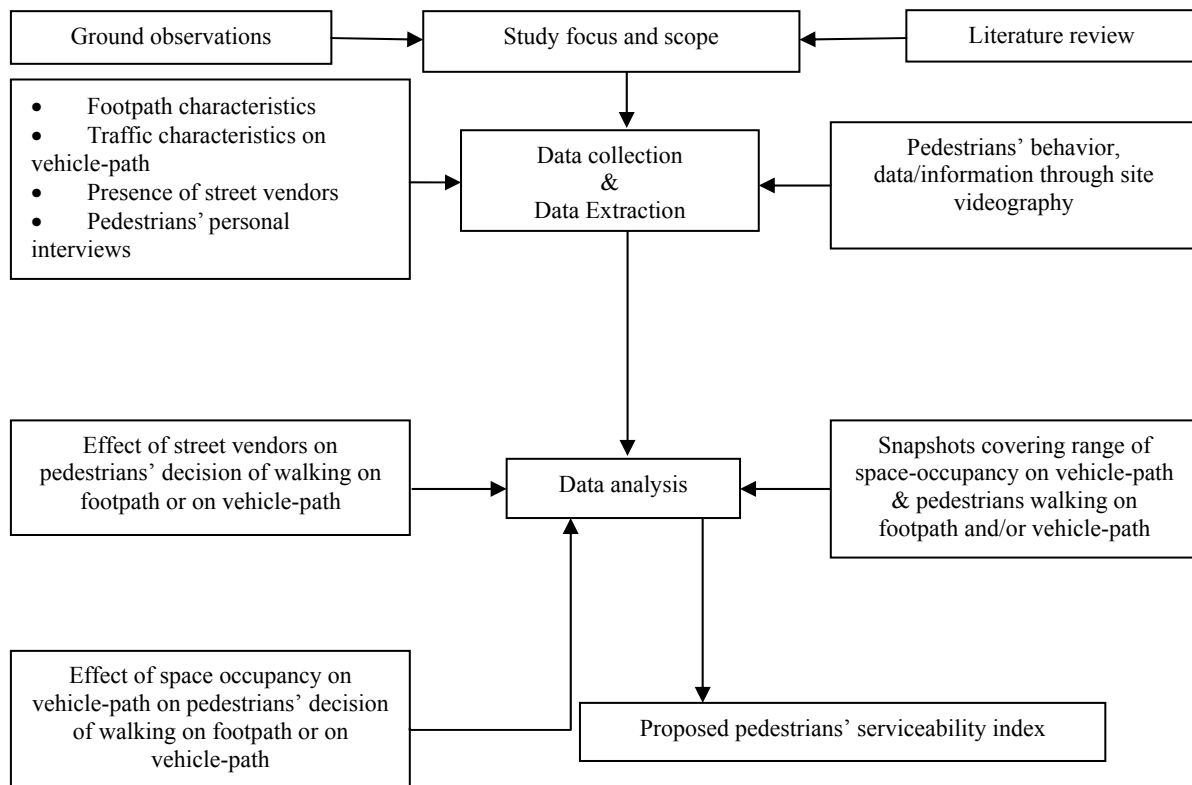 Ground observations
Study focus and scope
Literature review
• Footpath characteristics
• Traffic characteristics on
vehicle-path
• Presence of street vendors
• Pedestrians’ personal
interviews
Data collection
&
Data Extraction
Pedestrians’ behavior,
data/information through site
videography
Effect of street vendors on
pedestrians’ decision of walking on
footpath or on vehicle-path
Data analysis
Snapshots covering range of
space-occupancy on vehicle-path
& pedestrians walking on
footpath and/or vehicle-path
Effect of space occupancy on
vehicle-path on pedestrians’ decision
of walking on footpath or on
vehicle-path
Proposed pedestrians’ serviceability index